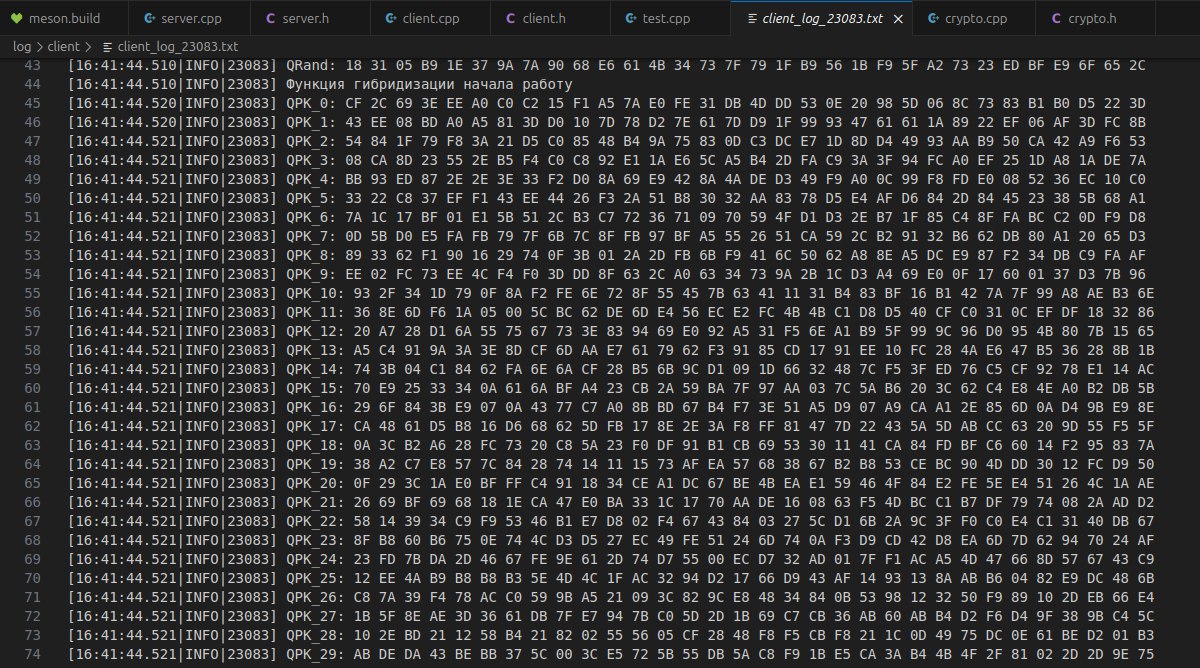 meson.build server.cpp server.h client.cpp client.h test.cpp client_log_23083.txt crypto.cpp crypto.h
log > client > client_log_23083.txt
43 [16:41:44.510|INFO|23083] QRand: 18 31 05 B9 1E 37 9A 7A 90 68 E6 61 4B 34 73 7F 79 1F B9 56 1B F9 5F A2 73 23 ED BF E9 6F 65 2C
44 [16:41:44.510|INFO|23083] Функция гибридизации начала работу
45 [16:41:44.520|INFO|23083] QPK_0: CF 2C 69 3E EE A0 C0 C2 15 F1 A5 7A E0 FE 31 DB 4D DD 53 0E 20 98 5D 06 8C 73 83 B1 B0 D5 22 3D
46 [16:41:44.520|INFO|23083] QPK_1: 43 EE 08 BD A0 A5 81 3D D0 10 7D 78 D2 7E 61 7D D9 1F 99 93 47 61 61 1A 89 22 EF 06 AF 3D FC 8B
47 [16:41:44.521|INFO|23083] QPK_2: 54 84 1F 79 F8 3A 21 D5 C0 85 48 B4 9A 75 83 0D C3 DC E7 1D 8D D4 49 93 AA B9 50 CA 42 A9 F6 53
48 [16:41:44.521|INFO|23083] QPK_3: 08 CA 8D 23 55 2E B5 F4 C0 C8 92 E1 1A E6 5C A5 B4 2D FA C9 3A 3F 94 FC A0 EF 25 1D A8 1A DE 7A
49 [16:41:44.521|INFO|23083] QPK_4: BB 93 ED 87 2E 2E 3E 33 F2 D0 8A 69 E9 42 8A 4A DE D3 49 F9 A0 0C 99 F8 FD E0 08 52 36 EC 10 C0
50 [16:41:44.521|INFO|23083] QPK_5: 33 22 C8 37 EF F1 43 EE 44 26 F3 2A 51 B8 30 32 AA 83 78 D5 E4 AF D6 84 2D 84 45 23 38 5B 68 A1
51 [16:41:44.521|INFO|23083] QPK_6: 7A 1C 17 BF 01 E1 5B 51 2C B3 C7 72 36 71 09 70 59 4F D1 D3 2E B7 1F 85 C4 8F FA BC C2 0D F9 D8
52 [16:41:44.521|INFO|23083] QPK_7: 0D 5B D0 E5 FA FB 79 7F 6B 7C 8F FB 97 BF A5 55 26 51 CA 59 2C B2 91 32 B6 62 DB 80 A1 20 65 D3
53 [16:41:44.521|INFO|23083] QPK_8: 89 33 62 F1 90 16 29 74 0F 3B 01 2A 2D FB 6B F9 41 6C 50 62 A8 8E A5 DC E9 87 F2 34 DB C9 FA AF
54 [16:41:44.521|INFO|23083] QPK_9: EE 02 FC 73 EE 4C F4 F0 3D DD 8F 63 2C A0 63 34 73 9A 2B 1C D3 A4 69 E0 0F 17 60 01 37 D3 7B 96
55 [16:41:44.521|INFO|23083] QPK_10: 93 2F 34 1D 79 0F 8A F2 FE 6E 72 8F 55 45 7B 63 41 11 31 B4 83 BF 16 B1 42 7A 7F 99 A8 AE B3 6E
56 [16:41:44.521|INFO|23083] QPK_11: 36 8E 6D F6 1A 05 00 5C BC 62 DE 6D E4 56 EC E2 FC 4B 4B C1 D8 D5 40 CF C0 31 0C EF DF 18 32 86
57 [16:41:44.521|INFO|23083] QPK_12: 20 A7 28 D1 6A 55 75 67 73 3E 83 94 69 E0 92 A5 31 F5 6E A1 B9 5F 99 9C 96 D0 95 4B 80 7B 15 65
58 [16:41:44.521|INFO|23083] QPK_13: A5 C4 91 9A 3A 3E 8D CF 6D AA E7 61 79 62 F3 91 85 CD 17 91 EE 10 FC 28 4A E6 47 B5 36 28 8B 1B
59 [16:41:44.521|INFO|23083] QPK_14: 74 3B 04 C1 84 62 FA 6E 6A CF 28 B5 6B 9C D1 09 1D 66 32 48 7C F5 3F ED 76 C5 CF 92 78 E1 14 AC
60 [16:41:44.521|INFO|23083] QPK_15: 70 E9 25 33 34 0A 61 6A BF A4 23 CB 2A 59 BA 7F 97 AA 03 7C 5A B6 20 3C 62 C4 E8 4E A0 B2 DB 5B
61 [16:41:44.521|INFO|23083] QPK_16: 29 6F 84 3B E9 07 0A 43 77 C7 A0 8B BD 67 B4 F7 3E 51 A5 D9 07 A9 CA A1 2E 85 6D 0A D4 9B E9 8E
62 [16:41:44.521|INFO|23083] QPK_17: CA 48 61 D5 B8 16 D6 68 62 5D FB 17 8E 2E 3A F8 FF 81 47 7D 22 43 5A 5D AB CC 63 20 9D 55 F5 5F
63 [16:41:44.521|INFO|23083] QPK_18: 0A 3C B2 A6 28 FC 73 20 C8 5A 23 F0 DF 91 B1 CB 69 53 30 11 41 CA 84 FD BF C6 60 14 F2 95 83 7A
64 [16:41:44.521|INFO|23083] QPK_19: 38 A2 C7 E8 57 7C 84 28 74 14 11 15 73 AF EA 57 68 38 67 B2 B8 53 CE BC 90 4D DD 30 12 FC D9 50
65 [16:41:44.521|INFO|23083] QPK_20: 0F 29 3C 1A E0 BF FF C4 91 18 34 CE A1 DC 67 BE 4B EA E1 59 46 4F 84 E2 FE 5E E4 51 26 4C 1A AE
66 [16:41:44.521|INFO|23083] QPK_21: 26 69 BF 69 68 18 1E CA 47 E0 BA 33 1C 17 70 AA DE 16 08 63 F5 4D BC C1 B7 DF 79 74 08 2A AD D2
67 [16:41:44.521|INFO|23083] QPK_22: 58 14 39 34 C9 F9 53 46 B1 E7 D8 02 F4 67 43 84 03 27 5C D1 6B 2A 9C 3F F0 C0 E4 C1 31 40 DB 67
68 [16:41:44.521|INFO|23083] QPK_23: 8F B8 60 B6 75 0E 74 4C D3 D5 27 EC 49 FE 51 24 6D 74 0A F3 D9 CD 42 D8 EA 6D 7D 62 94 70 24 AF
69 [16:41:44.521|INFO|23083] QPK_24: 23 FD 7B DA 2D 46 67 FE 9E 61 2D 74 D7 55 00 EC D7 32 AD 01 7F F1 AC A5 4D 47 66 8D 57 67 43 C9
70 [16:41:44.521|INFO|23083] QPK_25: 12 EE 4A B9 B8 B8 B3 5E 4D 4C 1F AC 32 94 D2 17 66 D9 43 AF 14 93 13 8A AB B6 04 82 E9 DC 48 6B
71 [16:41:44.521|INFO|23083] QPK_26: C8 7A 39 F4 78 AC C0 59 9B A5 21 09 3C 82 9C E8 48 34 84 0B 53 98 12 32 50 F9 89 10 2D EB 66 E4
72 [16:41:44.521|INFO|23083] QPK_27: 1B 5F 8E AE 3D 36 61 DB 7F E7 94 7B C0 5D 2D 1B 69 C7 CB 36 AB 60 AB B4 D2 F6 D4 9F 38 9B C4 5C
73 [16:41:44.521|INFO|23083] QPK_28: 10 2E BD 21 12 58 B4 21 82 02 55 56 05 CF 28 48 F8 F5 CB F8 21 1C 0D 49 75 DC 0E 61 BE D2 01 B3
74 [16:41:44.521|INFO|23083] QPK_29: AB DE DA 43 BE BB 37 5C 00 3C E5 72 5B 55 DB 5A C8 F9 1B E5 CA 3A B4 4B 4F 2F 81 02 2D 2D 9E 75